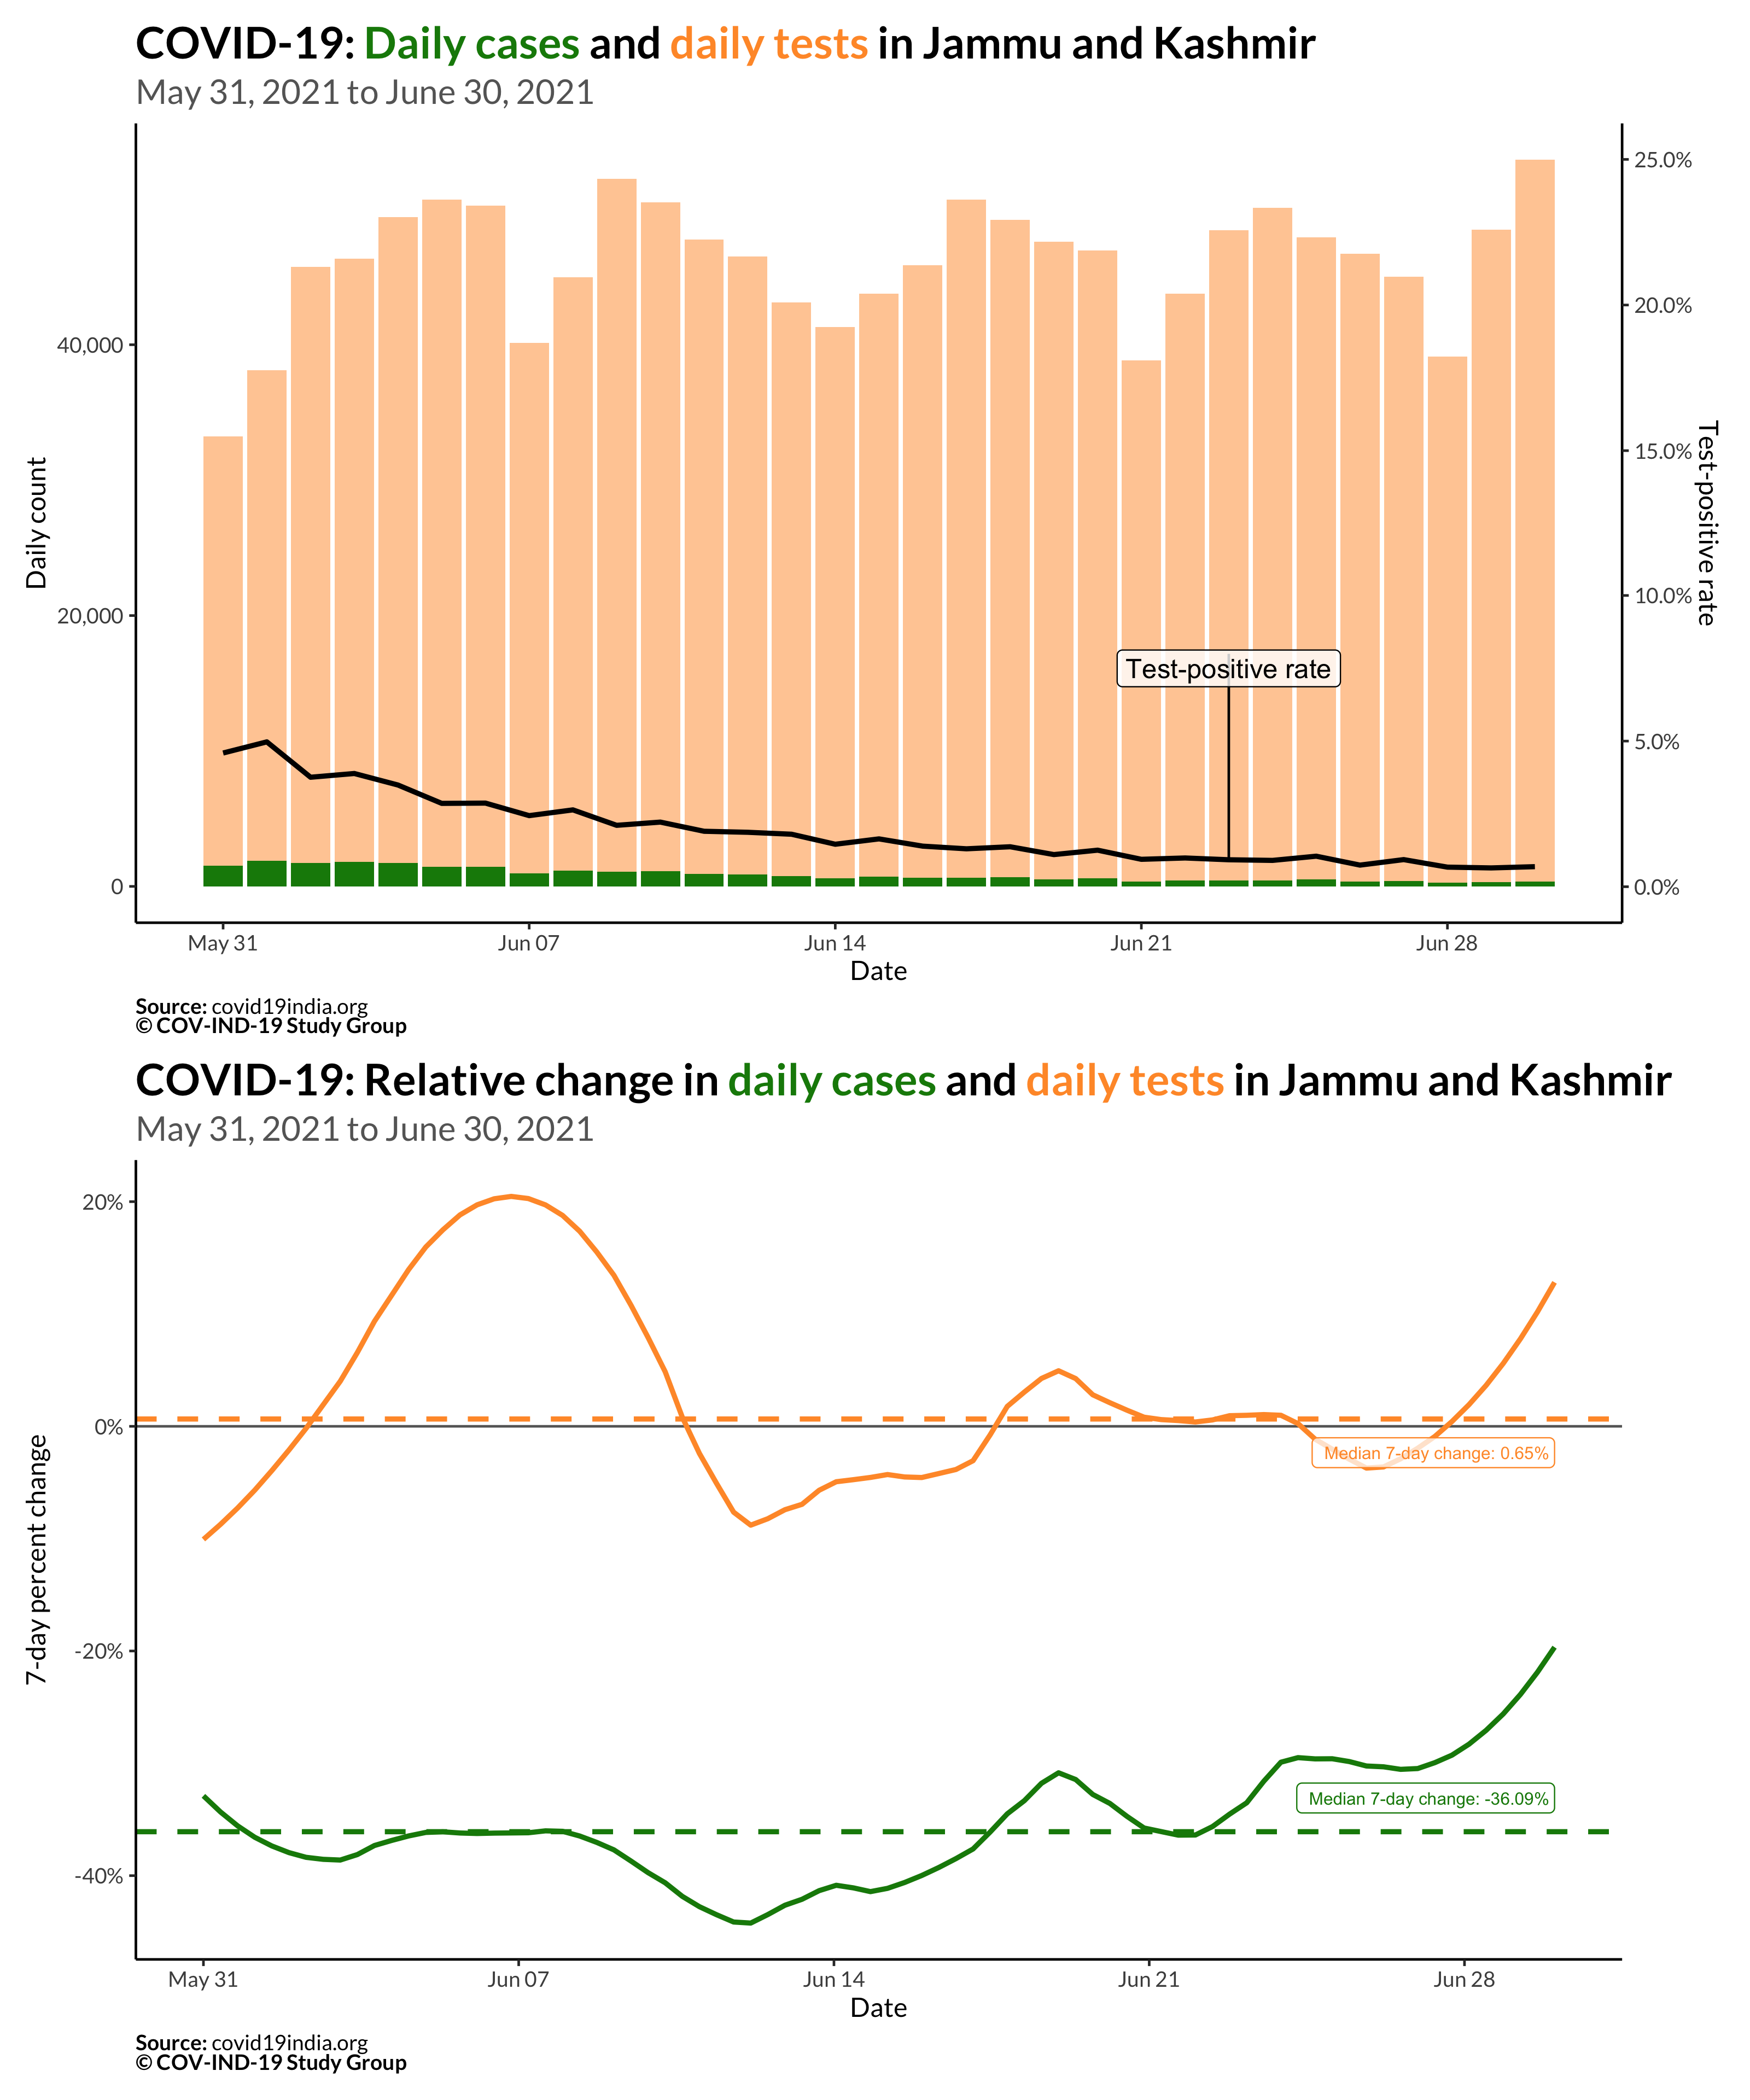 COVID-19: Daily cases and daily tests in Jammu and Kashmir
May 31, 2021 to June 30, 2021
25.0%
20.0%
40,000
15.0%
Daily count
Test-positive rate
10.0%
20,000
Test-positive rate
5.0%
0
0.0%
May 31 Jun 07 Jun 14 Jun 21 Jun 28
Date
Source: covid19india.org
© COV-IND-19 Study Group
COVID-19: Relative change in daily cases and daily tests in Jammu and Kashmir
May 31, 2021 to June 30, 2021
20%
0%
Median 7-day change: 0.65%
7-day percent change
-20%
Median 7-day change: -36.09%
-40%
May 31 Jun 07 Jun 14 Jun 21 Jun 28
Date
Source: covid19india.org
© COV-IND-19 Study Group